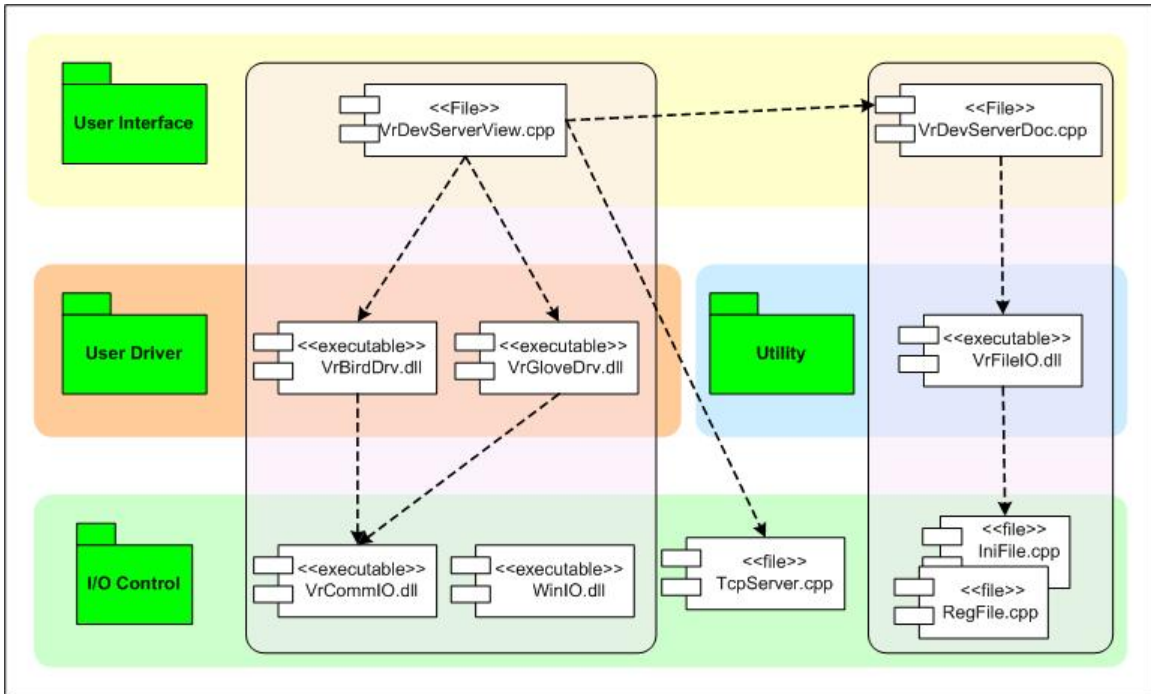 User Interface
<<File>>
VrDevServerView.cpp
<<File>>
VrDevServerDoc.cpp
User Driver
<<executable>>
VrBirdDrv.dll
<<executable>>
VrGloveDrv.dll
Utility
<<executable>>
VrFileIO.dll
I/O Control
<<executable>>
VrCommIO.dll
<<executable>>
WinIO.dll
<<file>>
TcpServer.cpp
<<file>>
IniFile.cpp
<<file>>
RegFile.cpp